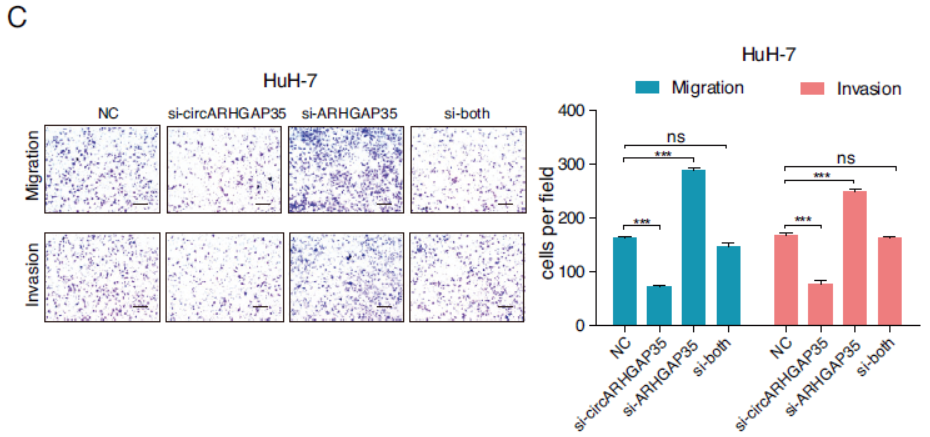 C
HuH-7
NC si-circARHGAP35 si-ARHGAP35 si-both
Migration
Invasion
HuH-7
Migration Invasion
cells per field
400
300
200
100
0
ns
***
***
ns
***
***
NC si-circARHGAP35 si-ARHGAP35 si-both NC si-circARHGAP35 si-ARHGAP35 si-both